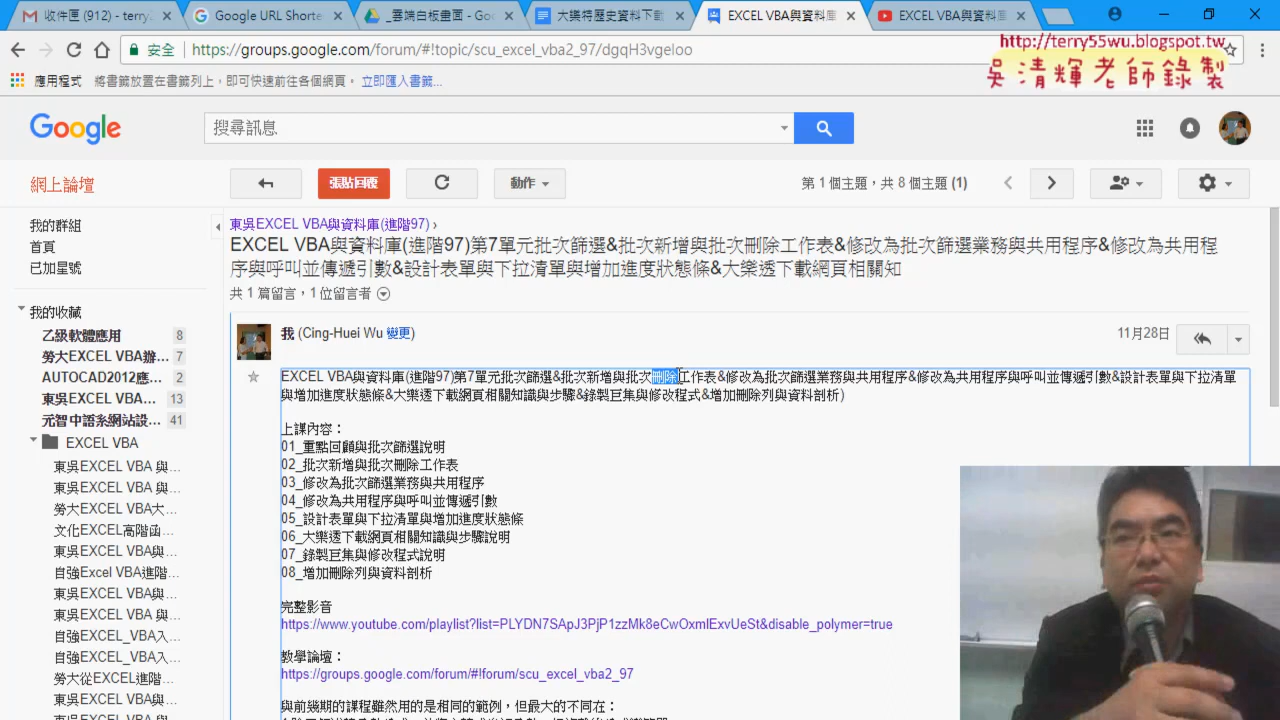 收件匣 (912) - terry
Google URL Shorte
_雲端白板畫面 - Go
大樂特歷史資料下載
EXCEL VBA與資料庫
EXCEL VBA與資料庫
安全
https://groups.google.com/forum/#!topic/scu_excel_vba2_97/dgqH3vgeloo
http://terry55wu.blogspot.tw
吳清輝老師錄製
應用程式
將書籤放置在書籤列上，即可快速前往各個網頁。
立即匯入書籤...
Google
搜尋訊息
網上論壇
張貼回覆
動作
第 1 個主題，共 8 個主題 (1)
我的群組
首頁
已加星號
我的收藏
乙級軟體應用 8
勞大EXCEL VBA辦... 7
AUTOCAD2012應... 2
東吳EXCEL VBA... 13
元智中語系網站設... 41
EXCEL VBA
東吳EXCEL VBA 與...
東吳EXCEL VBA 與...
勞大EXCEL VBA大...
文化EXCEL高階函...
東吳EXCEL VBA與...
自強Excel VBA進階...
東吳EXCEL VBA與...
東吳EXCEL VBA 與...
自強EXCEL_VBA入...
自強EXCEL_VBA入...
勞大從EXCEL進階...
東吳EXCEL VBA與...
東吳EXCEL(進階97) VBA與資料庫(進階97) ›
EXCEL VBA與資料庫(進階97)第7單元批次篩選&批次新增與批次刪除工作表&修改為批次篩選業務與共用程序&修改為共用程
序與呼叫並傳遞引數&設計表單與下拉清單與增加進度狀態條&大樂透下載網頁相關知
共 1 篇留言，1 位留言者
我 (Cing-Huei Wu 變更)
11月28日
EXCEL VBA與資料庫(進階97)第7單元批次篩選&批次新增與批次刪除工作表&修改為批次篩選業務與共用程序&修改為共用程序與呼叫並傳遞引數&設計表單與下拉清單
與增加進度狀態條&大樂透下載網頁相關知識與步驟&錄製巨集與修改程式&增加刪除列與資料剖析)
上課內容：
01_重點回顧與批次篩選說明
02_批次新增與批次刪除工作表
03_修改為批次篩選業務與共用程序
04_修改為共用程序與呼叫並傳遞引數
05_設計表單與下拉清單與增加進度狀態條
06_大樂透下載網頁相關知識與步驟說明
07_錄製巨集與修改程式說明
08_增加刪除列與資料剖析
完整影音
https://www.youtube.com/playlist?list=PLYDN7SApJ3PjP1zzMk8eCwOxmlExvUeSt&disable_polymer=true
教學論壇：
https://groups.google.com/forum/#!forum/scu_excel_vba2_97
與前幾期的課程雖然用的是相同的範例，但最大的不同在：